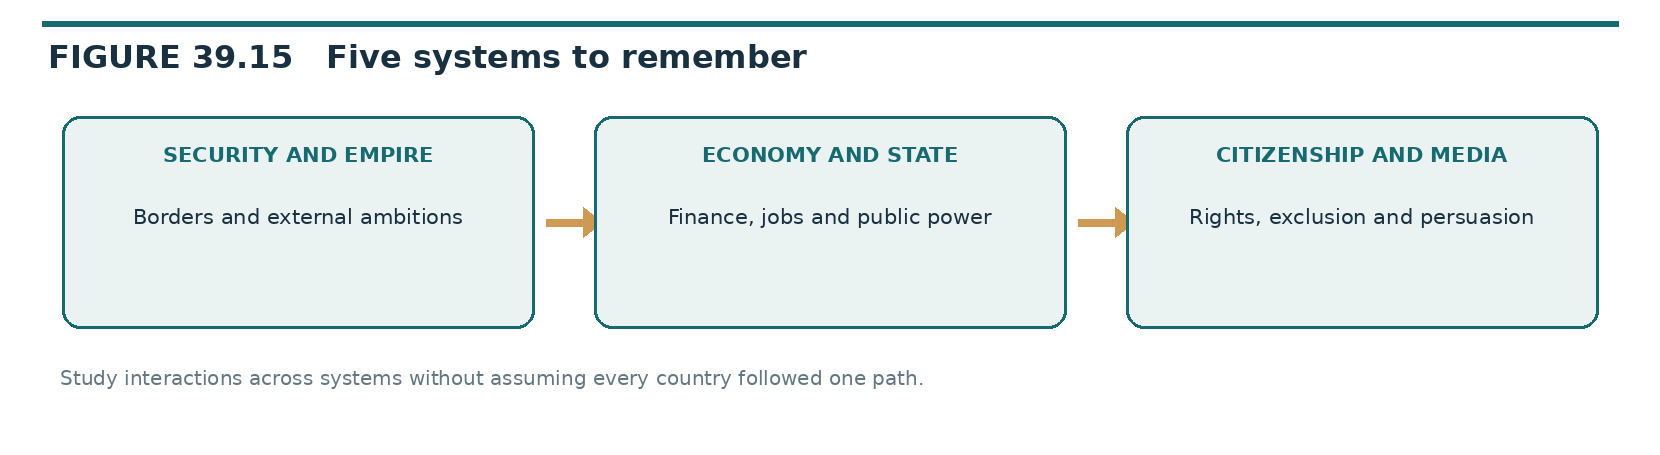 FIGURE 39.15 Five systems to remember
SECURITY AND EMPIRE
Borders and external ambitions
ECONOMY AND STATE
Finance, jobs and public power
CITIZENSHIP AND MEDIA
Rights, exclusion and persuasion
Study interactions across systems without assuming every country followed one path.